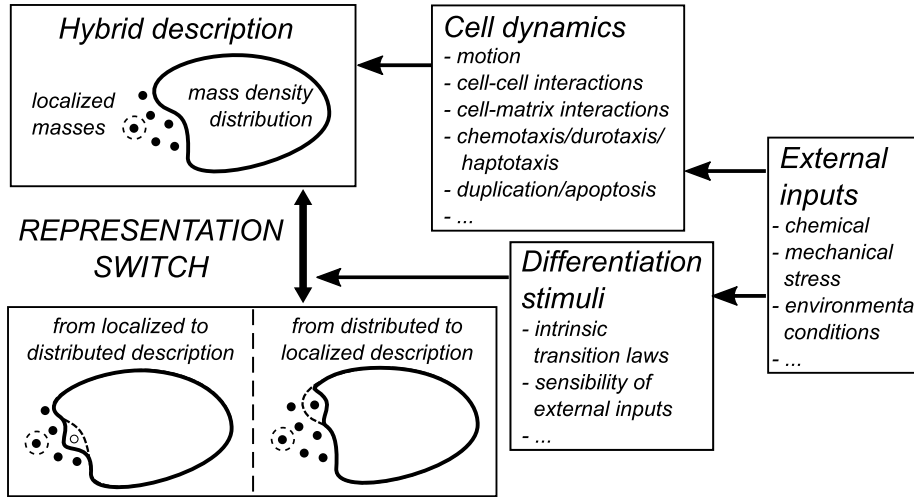 Hybrid description
localized
masses
mass density
distribution
Cell dynamics
- motion
- cell-cell interactions
- cell-matrix interactions
- chemotaxis/durotaxis/
haptotaxis
- duplication/apoptosis
- ...
External
inputs
- chemical
- mechanical
stress
- environmenta
conditions
- ...
REPRESENTATION
SWITCH
Differentiation
stimuli
- intrinsic
transition laws
- sensibility of
external inputs
- ...
from localized to
distributed description
from distributed to
localized description